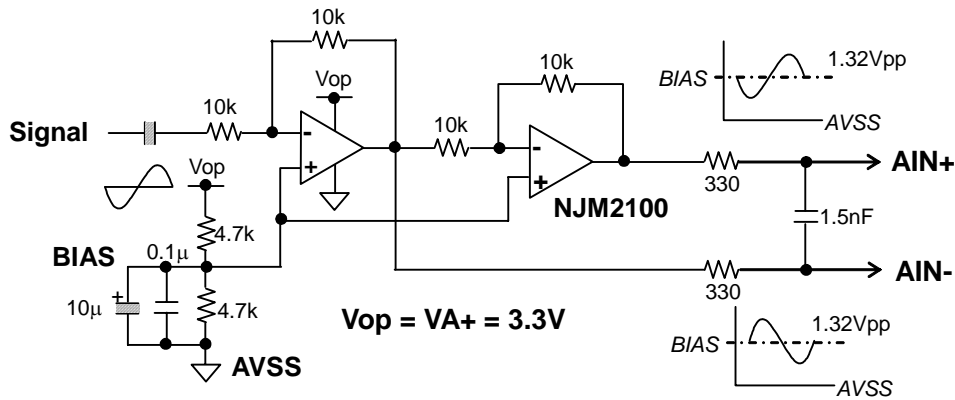 10k
Vop
10k
Signal
10k
10k
-
+
-
+
NJM2100
BIAS
1.32Vpp
AVSS
330
AIN+
1.5nF
330
AIN-
Vop
4.7k
BIAS
0.1µ
10µ
+
4.7k
AVSS
Vop = VA+ = 3.3V
BIAS
1.32Vpp
AVSS